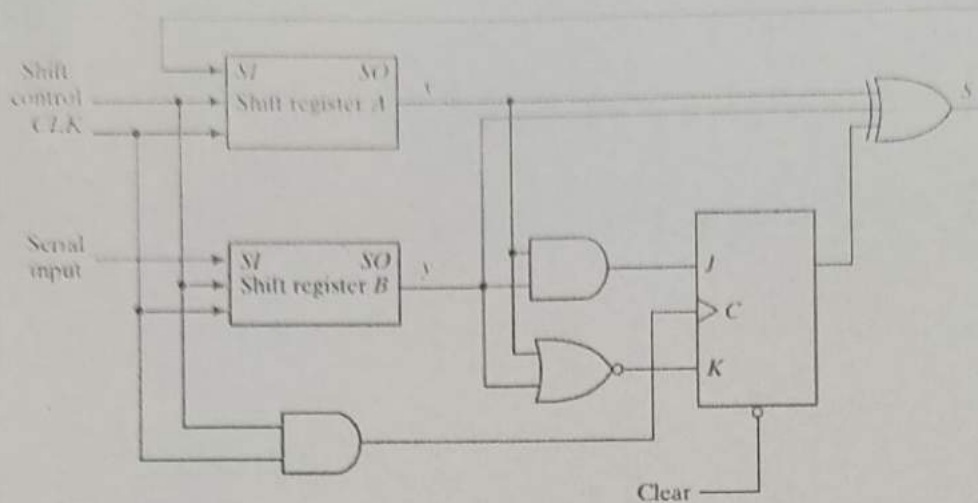 Shift
control
CLK
SI SO
Shift register A
x
S
Serial
input
SI SO
Shift register B
y
J
C
K
Clear